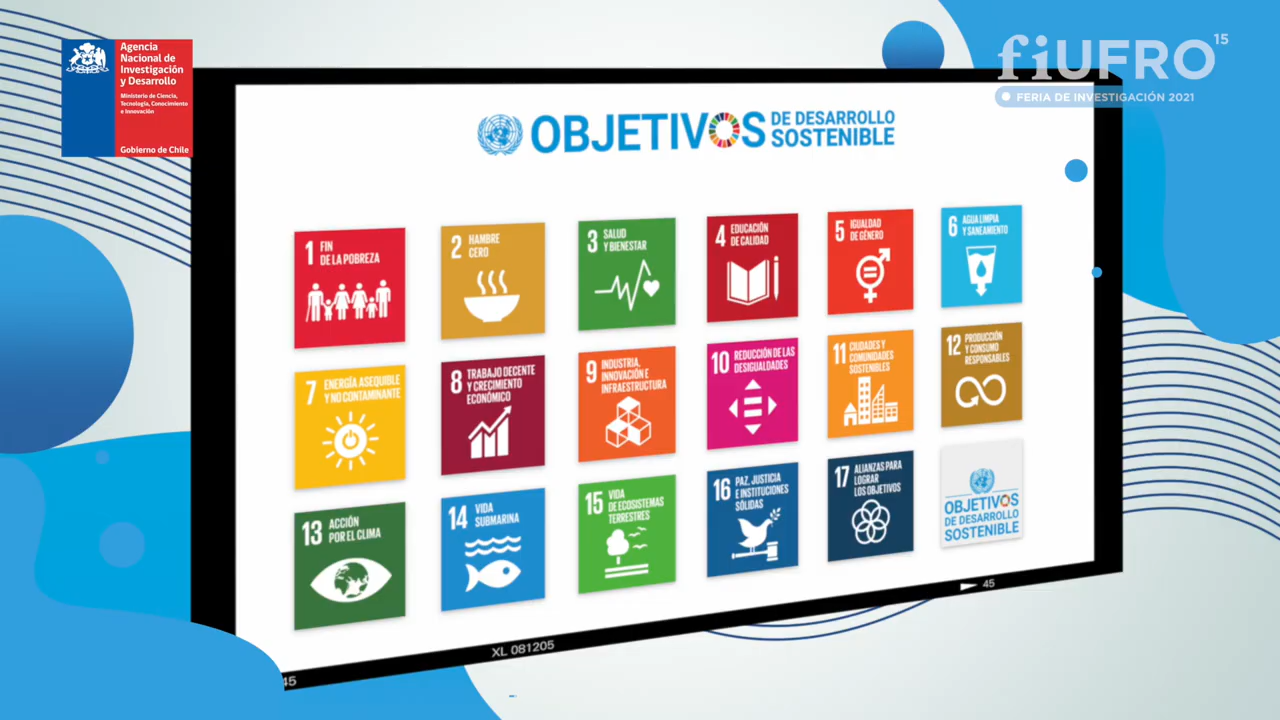 Agencia
Nacional de
Investigación
y Desarrollo
Ministerio de Ciencia,
Tecnología, Conocimiento
e Innovación
Gobierno de Chile
fiUFRO 15
FERIA DE INVESTIGACIÓN 2021
OBJETIVOS DE DESARROLLO
SOSTENIBLE
1 FIN
DE LA POBREZA
2 HAMBRE
CERO
3 SALUD
Y BIENESTAR
4 EDUCACIÓN
DE CALIDAD
5 IGUALDAD
DE GÉNERO
6 AGUA LIMPIA
Y SANEAMIENTO
7 ENERGÍA ASEQUIBLE
Y NO CONTAMINANTE
8 TRABAJO DECENTE
Y CRECIMIENTO
ECONÓMICO
9 INDUSTRIA,
INNOVACIÓN E
INFRAESTRUCTURA
10 REDUCCIÓN DE LAS
DESIGUALDADES
11 CIUDADES Y
COMUNIDADES
SOSTENIBLES
12 PRODUCCIÓN
Y CONSUMO
RESPONSABLES
13 ACCIÓN
POR EL CLIMA
14 VIDA
SUBMARINA
15 VIDA
DE ECOSISTEMAS
TERRESTRES
16 PAZ, JUSTICIA
E INSTITUCIONES
SÓLIDAS
17 ALIANZAS PARA
LOGRAR
LOS OBJETIVOS
OBJETIVOS
DE DESARROLLO
SOSTENIBLE
45
XL 081205
45